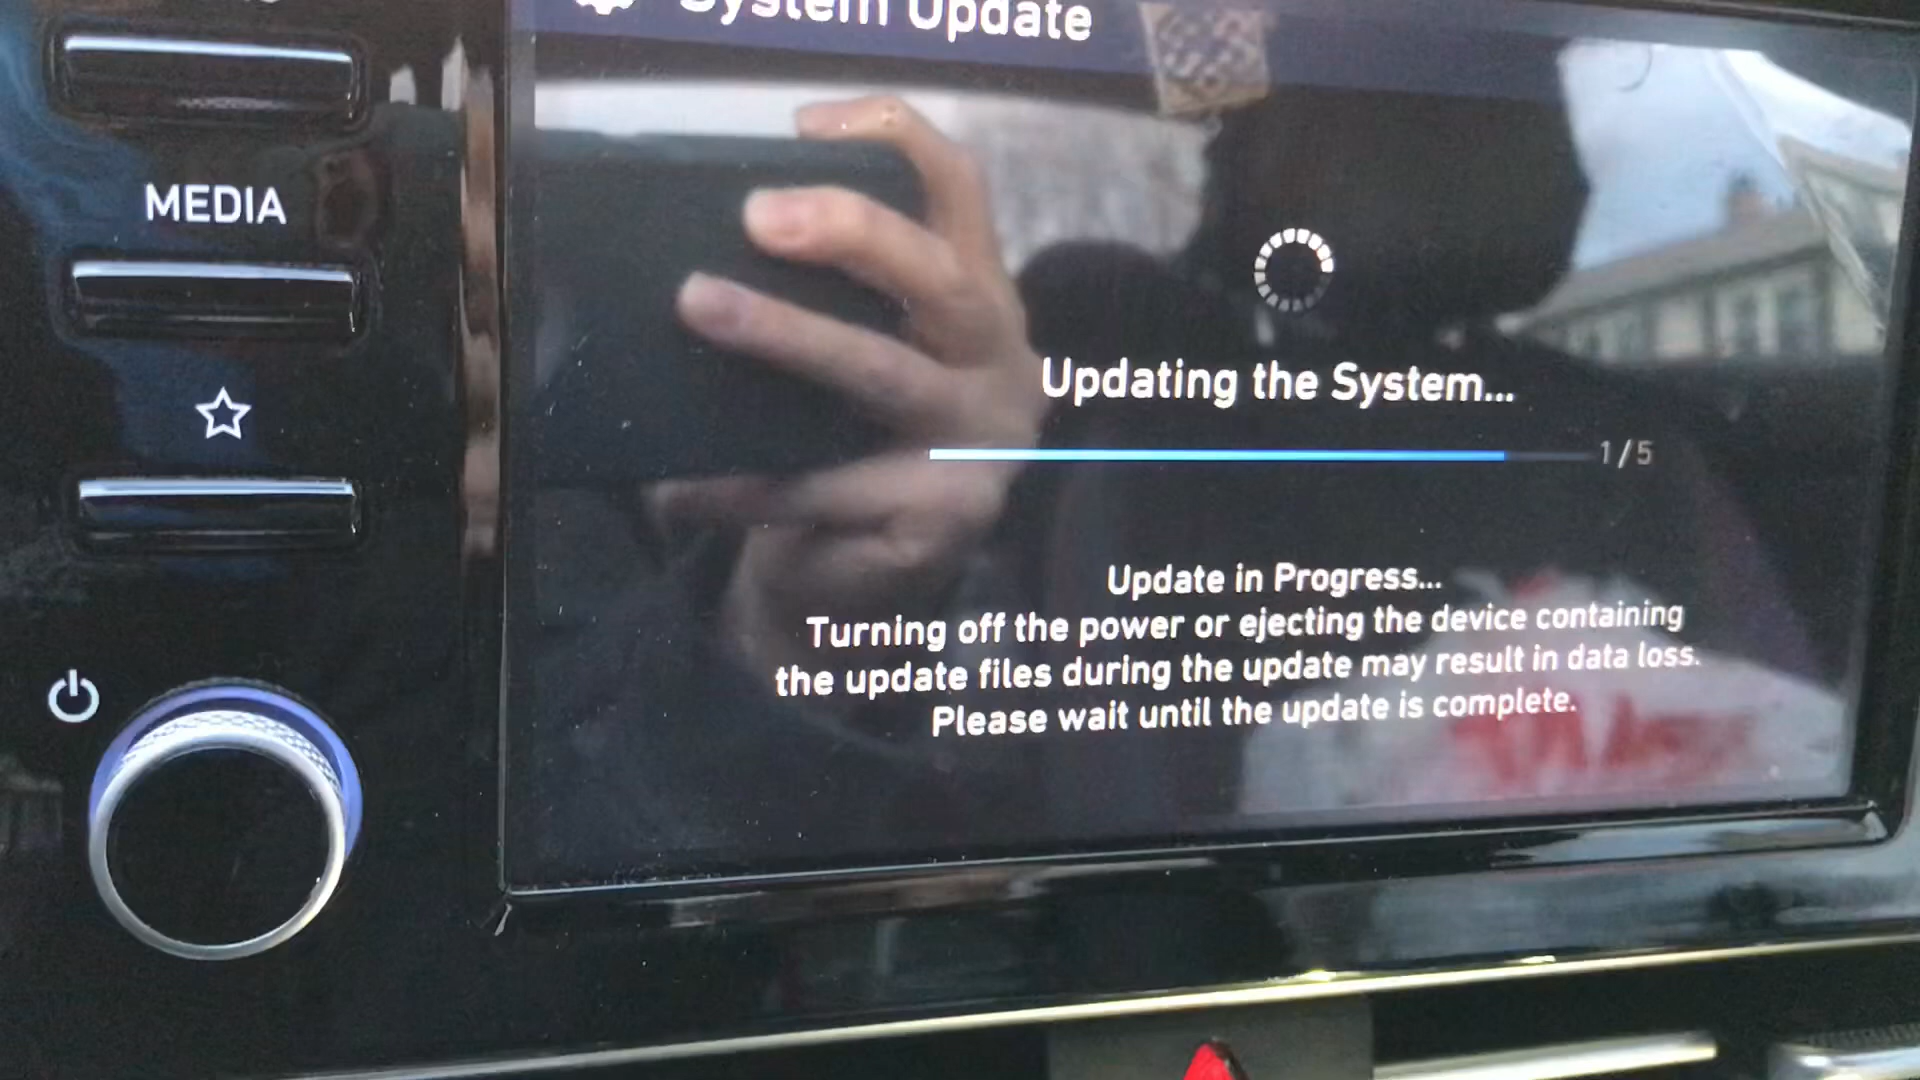 System Update
MEDIA
Updating the System...
1/5
Update in Progress...
Turning off the power or ejecting the device containing
the update files during the update may result in data loss.
Please wait until the update is complete.